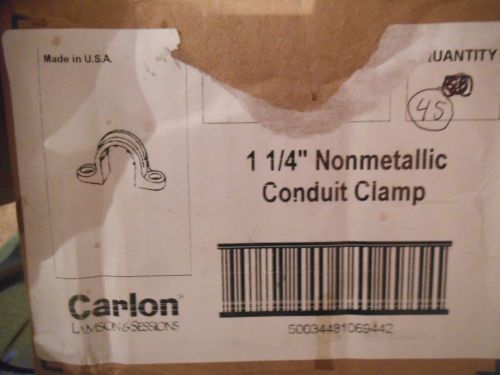 Made in U.S.A.
UANTITY
45
1 1/4" Nonmetallic
Conduit Clamp
Carlon
LAMSON & SESSIONS
50034481069442